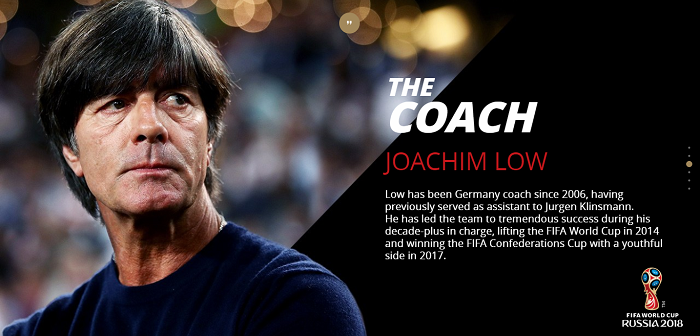 THE
COACH
JOACHIM LOW
Low has been Germany coach since 2006, having
previously served as assistant to Jurgen Klinsmann.
He has led the team to tremendous success during his
decade-plus in charge, lifting the FIFA World Cup in 2014
and winning the FIFA Confederations Cup with a youthful
side in 2017.
TM
FIFA WORLD CUP
RUSSIA 2018